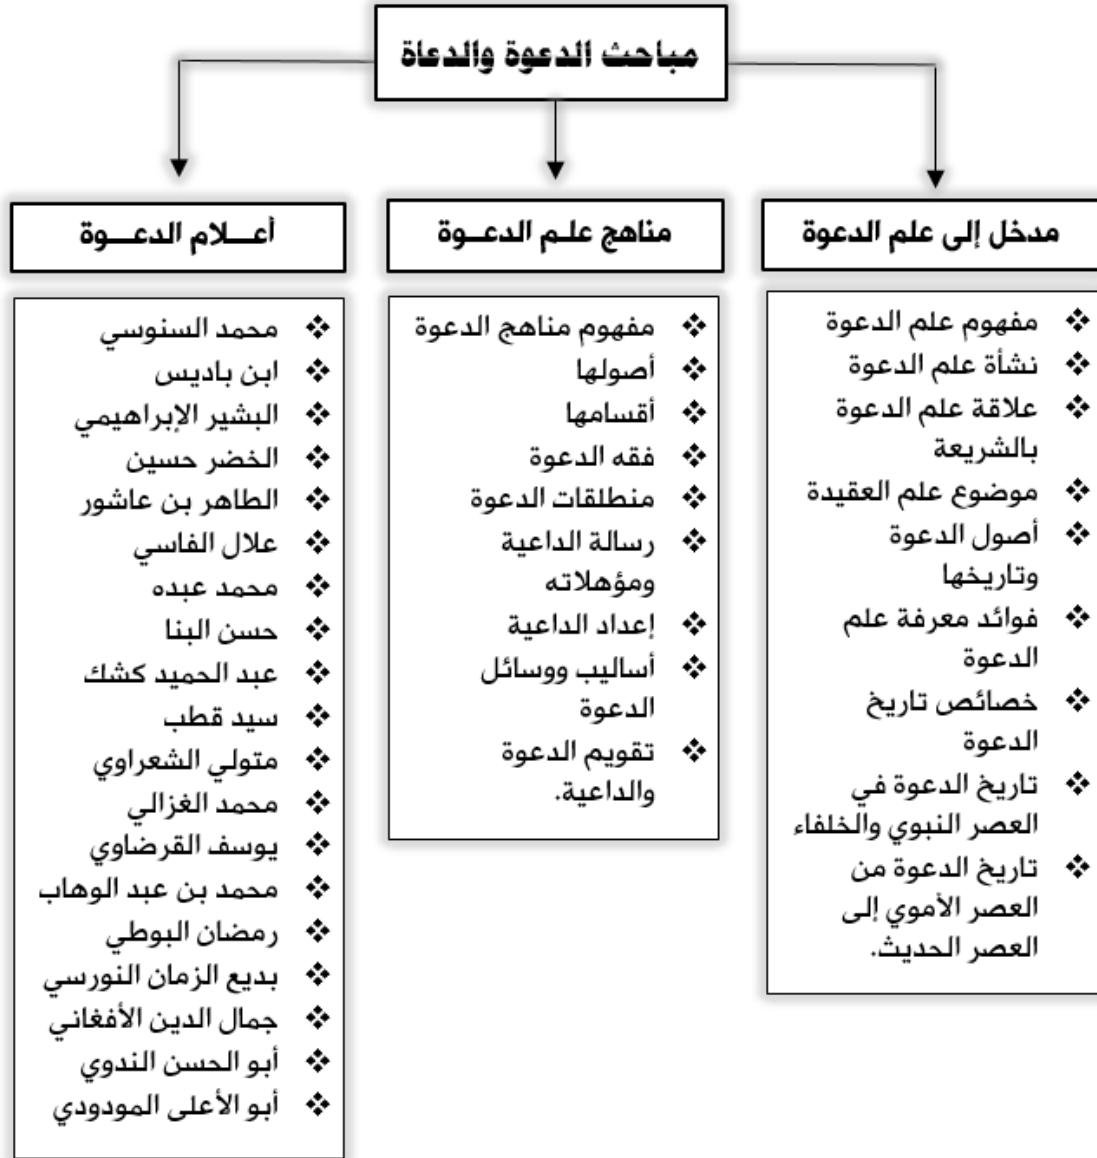 مباحث الدعوة والدعاة
مدخل إلى علم الدعوة
مفهوم علم الدعوة
نشأة علم الدعوة
علاقة علم الدعوة
بالشريعة
موضوع علم العقيدة
أصول الدعوة
وتاريخها
فوائد معرفة علم
الدعوة
خصائص تاريخ
الدعوة
تاريخ الدعوة في
العصر النبوي والخلفاء
تاريخ الدعوة من
العصر الأموي إلى
العصر الحديث.
مناهج علـم الدعــوة
مفهوم مناهج الدعوة
أصولها
أقسامها
فقه الدعوة
منطلقات الدعوة
رسالة الداعية
ومؤهلاته
إعداد الداعية
أساليب ووسائل
الدعوة
تقويم الدعوة
والداعية.
أعـــلام الدعـــوة
محمد السنوسي
ابن باديس
البشير الإبراهيمي
الخضر حسين
الطاهر بن عاشور
علال الفاسي
محمد عبده
حسن البنا
عبد الحميد كشك
سيد قطب
متولي الشعراوي
محمد الغزالي
يوسف القرضاوي
محمد بن عبد الوهاب
رمضان البوطي
بديع الزمان النورسي
جمال الدين الأفغاني
أبو الحسن الندوي
أبو الأعلى المودودي